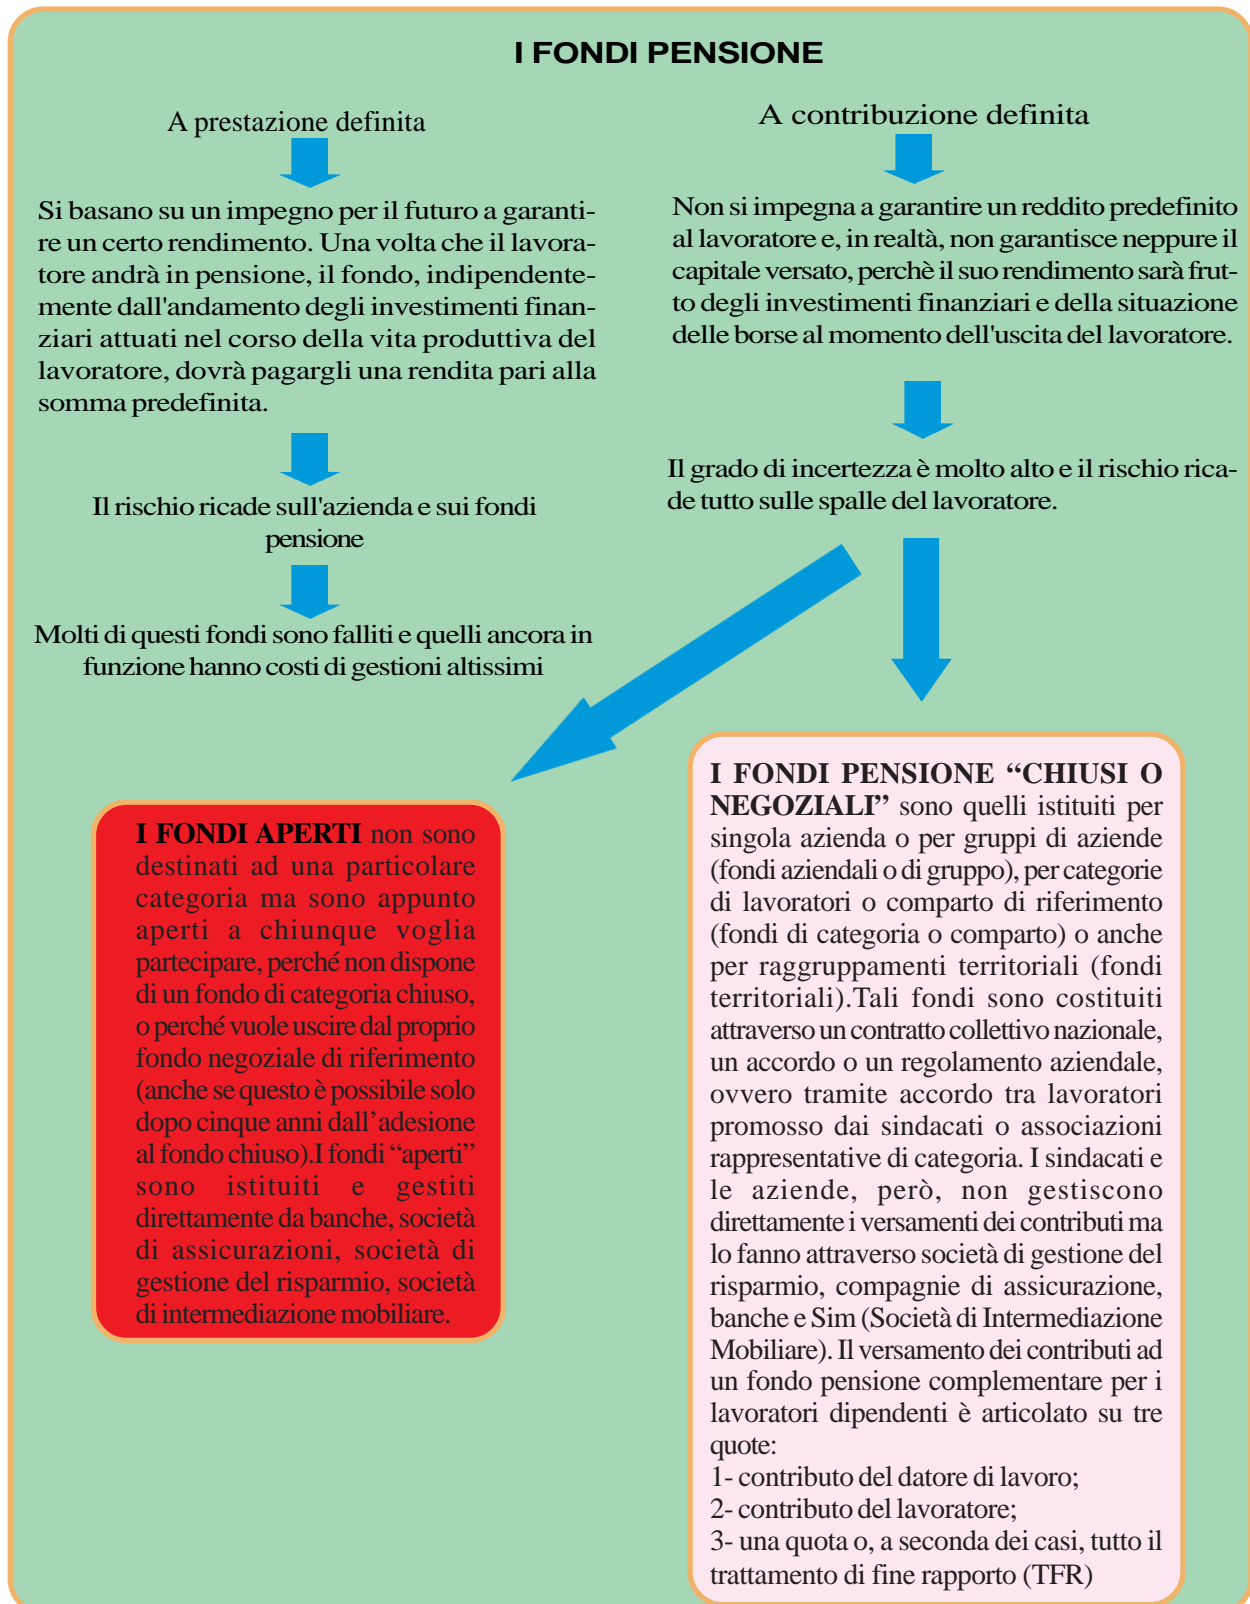 I FONDI PENSIONE
A prestazione definita
Si basano su un impegno per il futuro a garanti-
re un certo rendimento. Una volta che il lavora-
tore andrà in pensione, il fondo, indipendente-
mente dall'andamento degli investimenti finan-
ziari attuati nel corso della vita produttiva del
lavoratore, dovrà pagargli una rendita pari alla
somma predefinita.
Il rischio ricade sull'azienda e sui fondi
pensione
Molti di questi fondi sono falliti e quelli ancora in
funzione hanno costi di gestioni altissimi
A contribuzione definita
Non si impegna a garantire un reddito predefinito
al lavoratore e, in realtà, non garantisce neppure il
capitale versato, perchè il suo rendimento sarà frut-
to degli investimenti finanziari e della situazione
delle borse al momento dell'uscita del lavoratore.
Il grado di incertezza è molto alto e il rischio rica-
de tutto sulle spalle del lavoratore.
I FONDI APERTI non sono
destinati ad una particolare
categoria ma sono appunto
aperti a chiunque voglia
partecipare, perché non dispone
di un fondo di categoria chiuso,
o perché vuole uscire dal proprio
fondo negoziale di riferimento
(anche se questo è possibile solo
dopo cinque anni dall’adesione
al fondo chiuso).I fondi “aperti”
sono istituiti e gestiti
direttamente da banche, società
di assicurazioni, società di
gestione del risparmio, società
di intermediazione mobiliare.
I FONDI PENSIONE “CHIUSI O
NEGOZIALI” sono quelli istituiti per
singola azienda o per gruppi di aziende
(fondi aziendali o di gruppo), per categorie
di lavoratori o comparto di riferimento
(fondi di categoria o comparto) o anche
per raggruppamenti territoriali (fondi
territoriali).Tali fondi sono costituiti
attraverso un contratto collettivo nazionale,
un accordo o un regolamento aziendale,
ovvero tramite accordo tra lavoratori
promosso dai sindacati o associazioni
rappresentative di categoria. I sindacati e
le aziende, però, non gestiscono
direttamente i versamenti dei contributi ma
lo fanno attraverso società di gestione del
risparmio, compagnie di assicurazione,
banche e Sim (Società di Intermediazione
Mobiliare). Il versamento dei contributi ad
un fondo pensione complementare per i
lavoratori dipendenti è articolato su tre
quote:
1- contributo del datore di lavoro;
2- contributo del lavoratore;
3- una quota o, a seconda dei casi, tutto il
trattamento di fine rapporto (TFR)